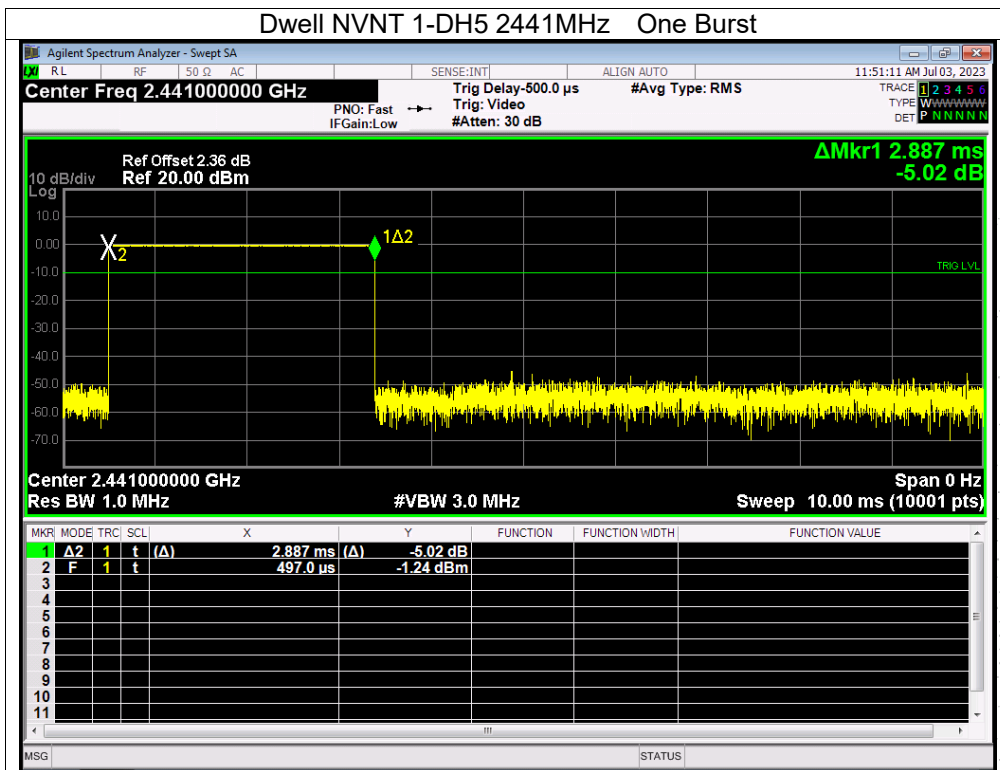 Dwell NVNT 1-DH5 2441MHz One Burst
Agilent Spectrum Analyzer - Swept SA
LXI RL RF 50 Ω AC SENSE:INT ALIGN AUTO 11:51:11 AM Jul 03, 2023
Center Freq 2.441000000 GHz
PNO: Fast
IFGain:Low
Trig Delay-500.0 µs
Trig: Video
#Atten: 30 dB
#Avg Type: RMS
TRACE 1 2 3 4 5 6
TYPE W
DET P N N N N N
ΔMkr1 2.887 ms
-5.02 dB
Ref Offset 2.36 dB
10 dB/div Ref 20.00 dBm
Log
10.0
0.00
-10.0
-20.0
-30.0
-40.0
-50.0
-60.0
-70.0
2
1Δ2
TRIG LVL
Center 2.441000000 GHz Span 0 Hz
Res BW 1.0 MHz #VBW 3.0 MHz Sweep 10.00 ms (10001 pts)
MKR MODE TRC SCL X Y FUNCTION FUNCTION WIDTH FUNCTION VALUE
1 Δ2 1 t (Δ) 2.887 ms (Δ) -5.02 dB
2 F 1 t 497.0 µs -1.24 dBm
3
4
5
6
7
8
9
10
11
MSG STATUS